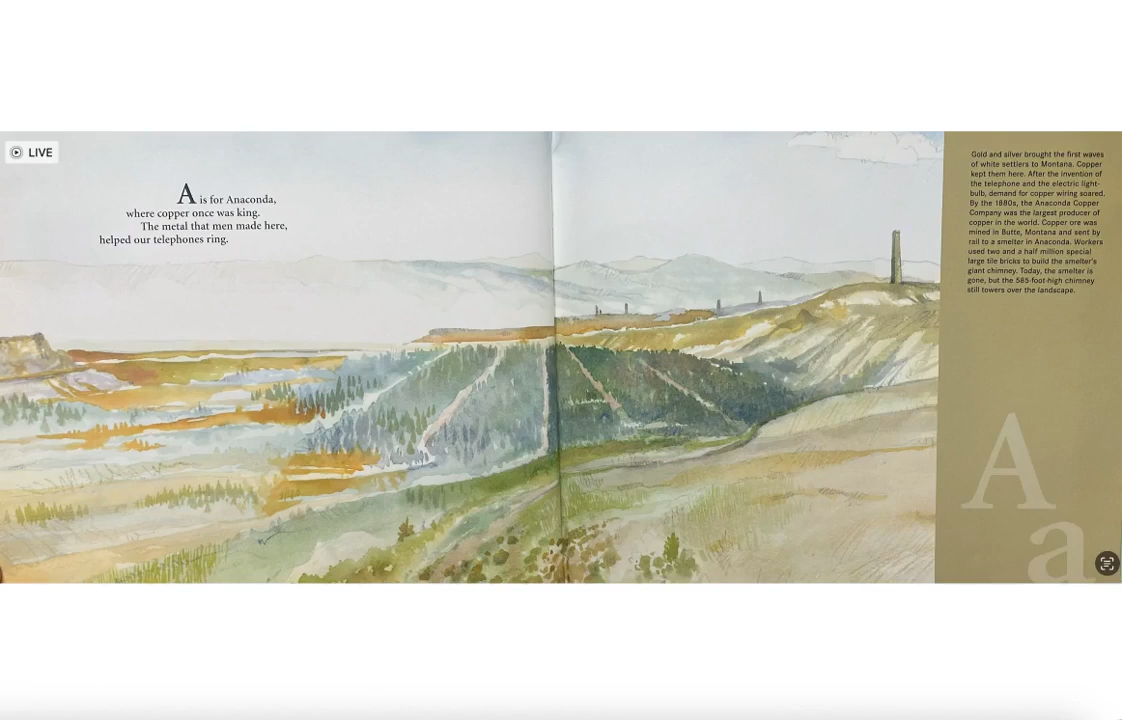 LIVE
A is for Anaconda,
where copper once was king.
The metal that men made here,
helped our telephones ring.
Gold and silver brought the first waves
of white settlers to Montana. Copper
kept them here. After the invention of
the telephone and the electric light-
bulb, demand for copper wiring soared.
By the 1880s, the Anaconda Copper
Company was the largest producer of
copper in the world. Copper ore was
mined in Butte, Montana and sent by
rail to a smelter in Anaconda. Workers
used two and a half million special
large tile bricks to build the smelter's
giant chimney. Today, the smelter is
gone, but the 585-foot-high chimney
still towers over the landscape.
A
a